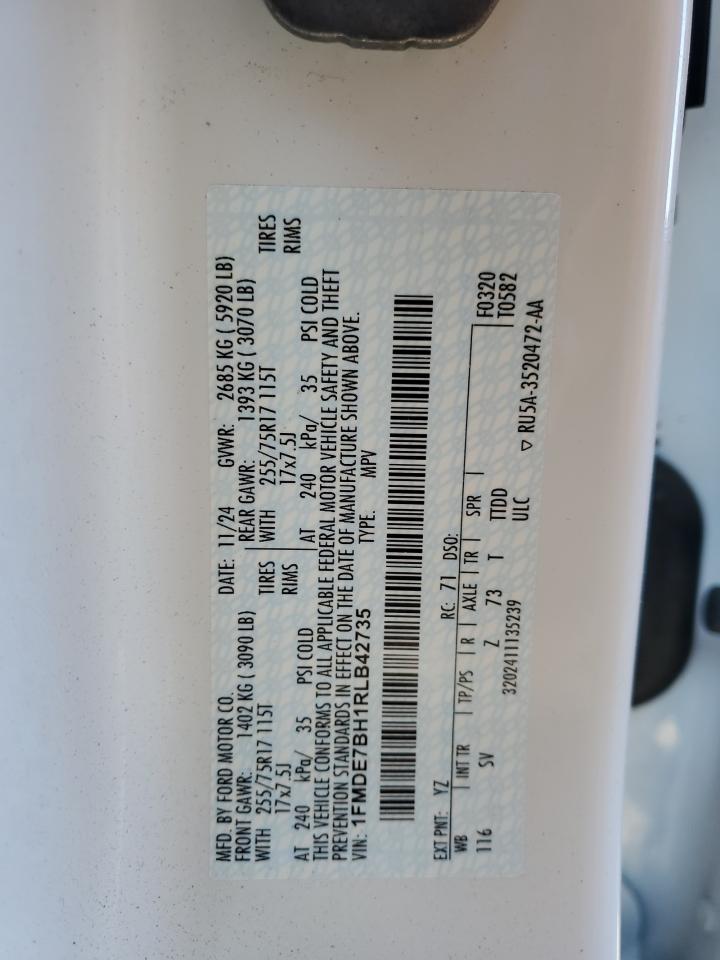 MFD. BY FORD MOTOR CO. DATE: 11/24 GVWR: 2685 KG ( 5920 LB)
FRONT GAWR: 1402 KG ( 3090 LB) REAR GAWR: 1393 KG ( 3070 LB)
WITH 255/75R17 115T TIRES WITH 255/75R17 115T TIRES
17x7.5J RIMS 17x7.5J RIMS
AT 240 kPa/ 35 PSI COLD AT 240 kPa/ 35 PSI COLD
THIS VEHICLE CONFORMS TO ALL APPLICABLE FEDERAL MOTOR VEHICLE SAFETY AND THEFT
PREVENTION STANDARDS IN EFFECT ON THE DATE OF MANUFACTURE SHOWN ABOVE.
VIN: 1FMDE7BH1RLB42735 TYPE: MPV
EXT PNT: YZ RC: 71 DSO: F0320
WB INT TR TP/PS R AXLE TR SPR T0582
116 SV Z 73 T TTDD
3202411135239 ULC ▽ RU5A-3520472-AA